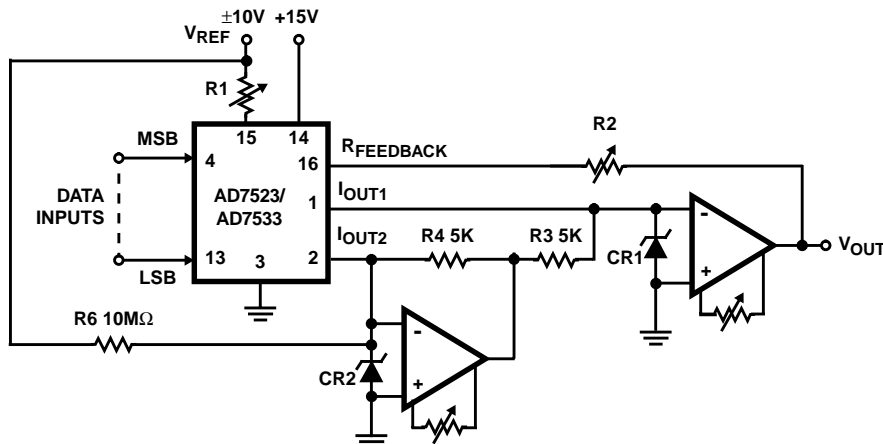 ±10V +15V
VREF
R1
MSB
15 14
4
16
RFEEDBACK
R2
DATA
INPUTS
AD7523/
AD7533
1
IOUT1
IOUT2
R4 5K
R3 5K
-
+
VOUT
CR1
13
3
2
LSB
R6 10MΩ
-
+
CR2